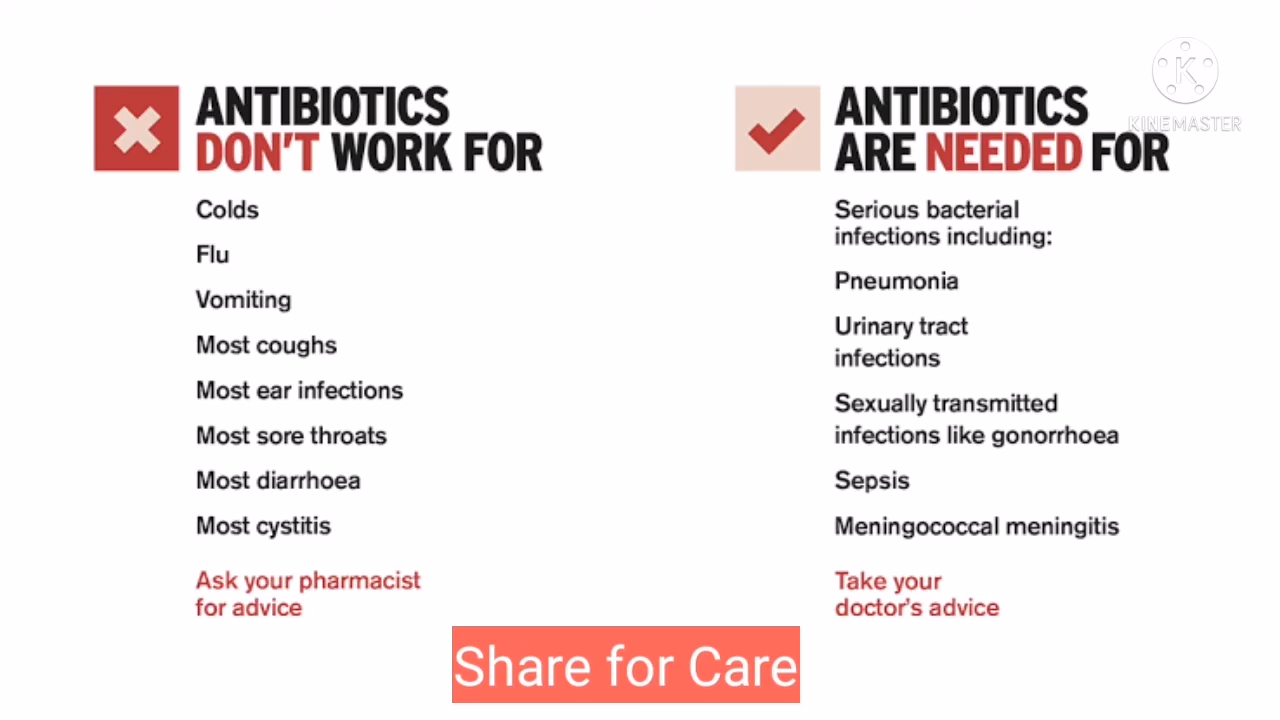 ANTIBIOTICS
DON'T WORK FOR
Colds
Flu
Vomiting
Most coughs
Most ear infections
Most sore throats
Most diarrhoea
Most cystitis
Ask your pharmacist
for advice
ANTIBIOTICS
ARE NEEDED FOR
Serious bacterial
infections including:
Pneumonia
Urinary tract
infections
Sexually transmitted
infections like gonorrhoea
Sepsis
Meningococcal meningitis
Take your
doctor's advice
K
KINEMASTER
Share for Care